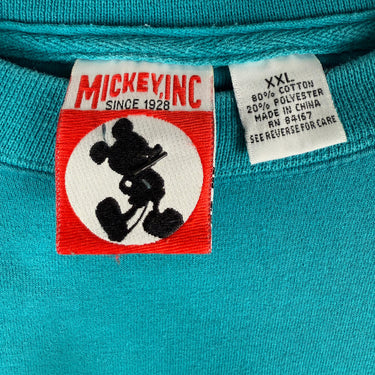 MICKEY, INC
SINCE 1928
XXL
80% COTTON
20% POLYESTER
MADE IN CHINA
RN 84167
SEE REVERSE FOR CARE